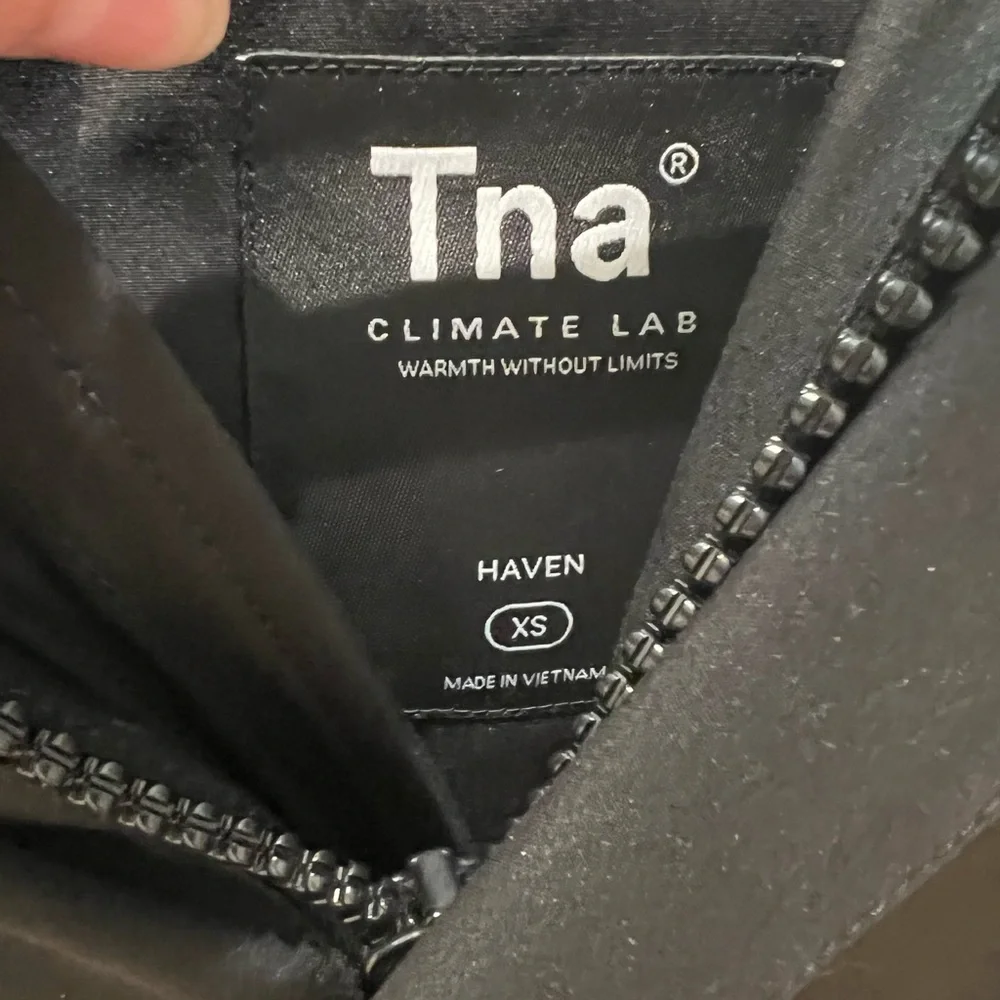 Tna®
CLIMATE LAB
WARMTH WITHOUT LIMITS
HAVEN
XS
MADE IN VIETNAM